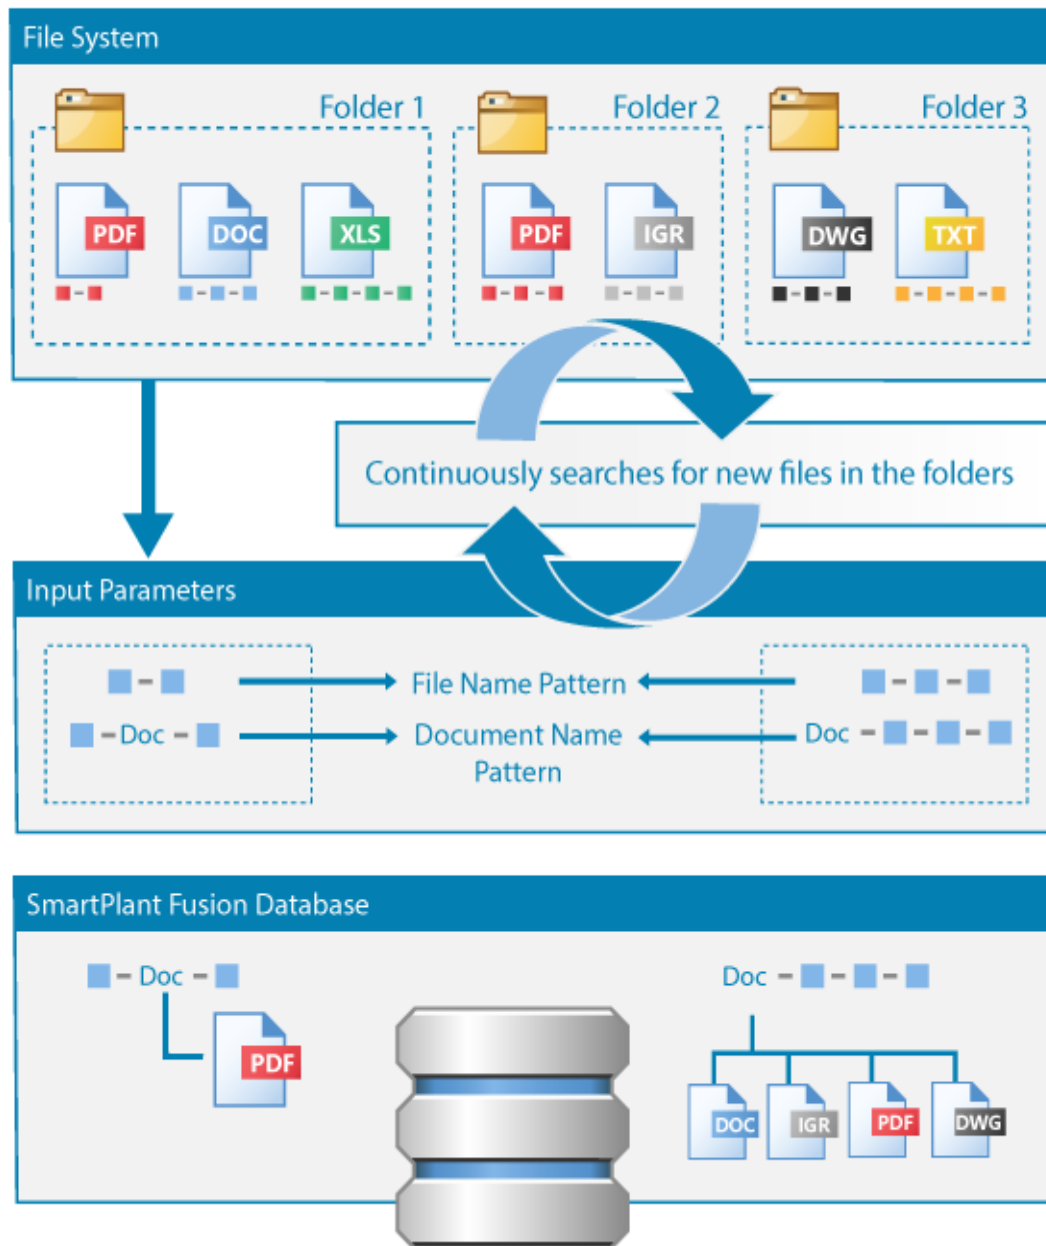 File System
Folder 1
Folder 2
Folder 3
PDF
DOC
XLS
PDF
IGR
DWG
TXT
Continuously searches for new files in the folders
Input Parameters
File Name Pattern
Doc
Document Name
Pattern
Doc
SmartPlant Fusion Database
Doc
Doc
PDF
DOC
IGR
PDF
DWG